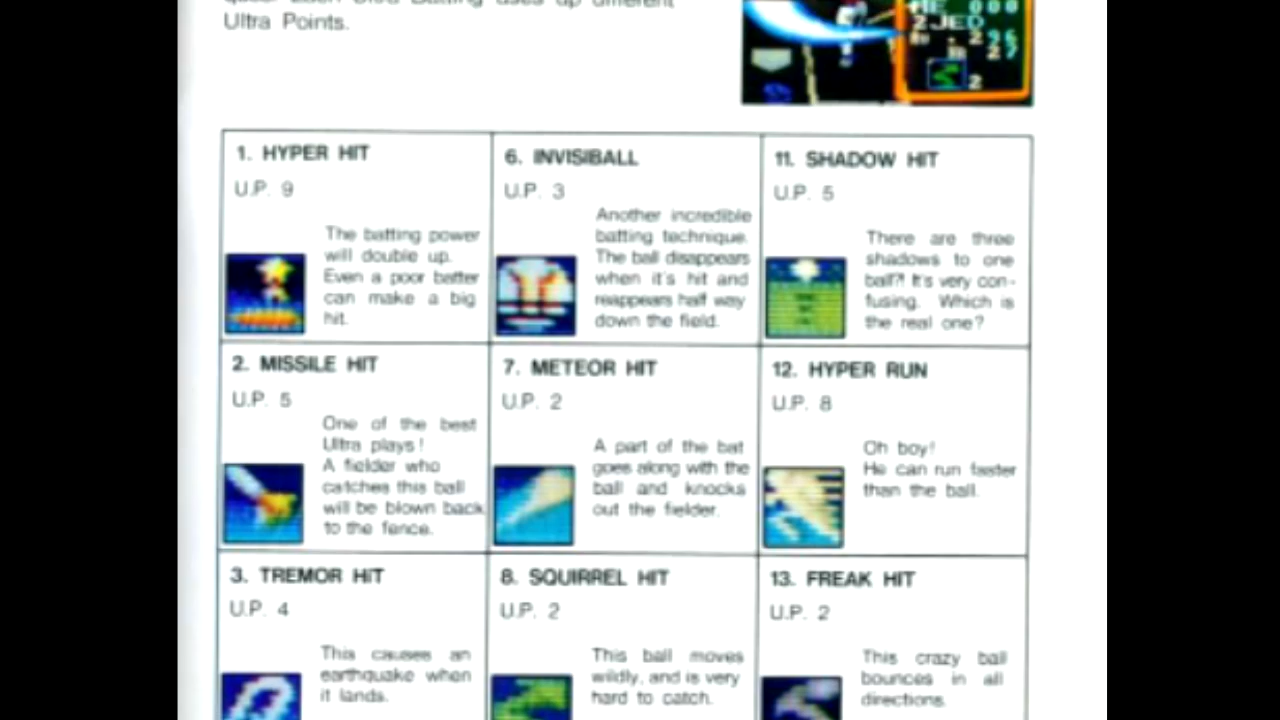 Ultra Points.
ME 0 0 0
2JED
2
1. HYPER HIT
U.P. 9
The batting power
will double up.
Even a poor batter
can make a big
hit.
6. INVISIBALL
U.P. 3
Another incredible
batting technique.
The ball disappears
when it's hit and
reappears half way
down the field.
11. SHADOW HIT
U.P. 5
There are three
shadows to one
ball?! It's very con-
fusing. Which is
the real one?
2. MISSILE HIT
U.P. 5
One of the best
Ultra plays!
A fielder who
catches this ball
will be blown back
to the fence.
7. METEOR HIT
U.P. 2
A part of the bat
goes along with the
ball and knocks
out the fielder.
12. HYPER RUN
U.P. 8
Oh boy!
He can run faster
than the ball.
3. TREMOR HIT
U.P. 4
This causes an
earthquake when
it lands.
8. SQUIRREL HIT
U.P. 2
This ball moves
wildly, and is very
hard to catch.
13. FREAK HIT
U.P. 2
This crazy ball
bounces in all
directions.